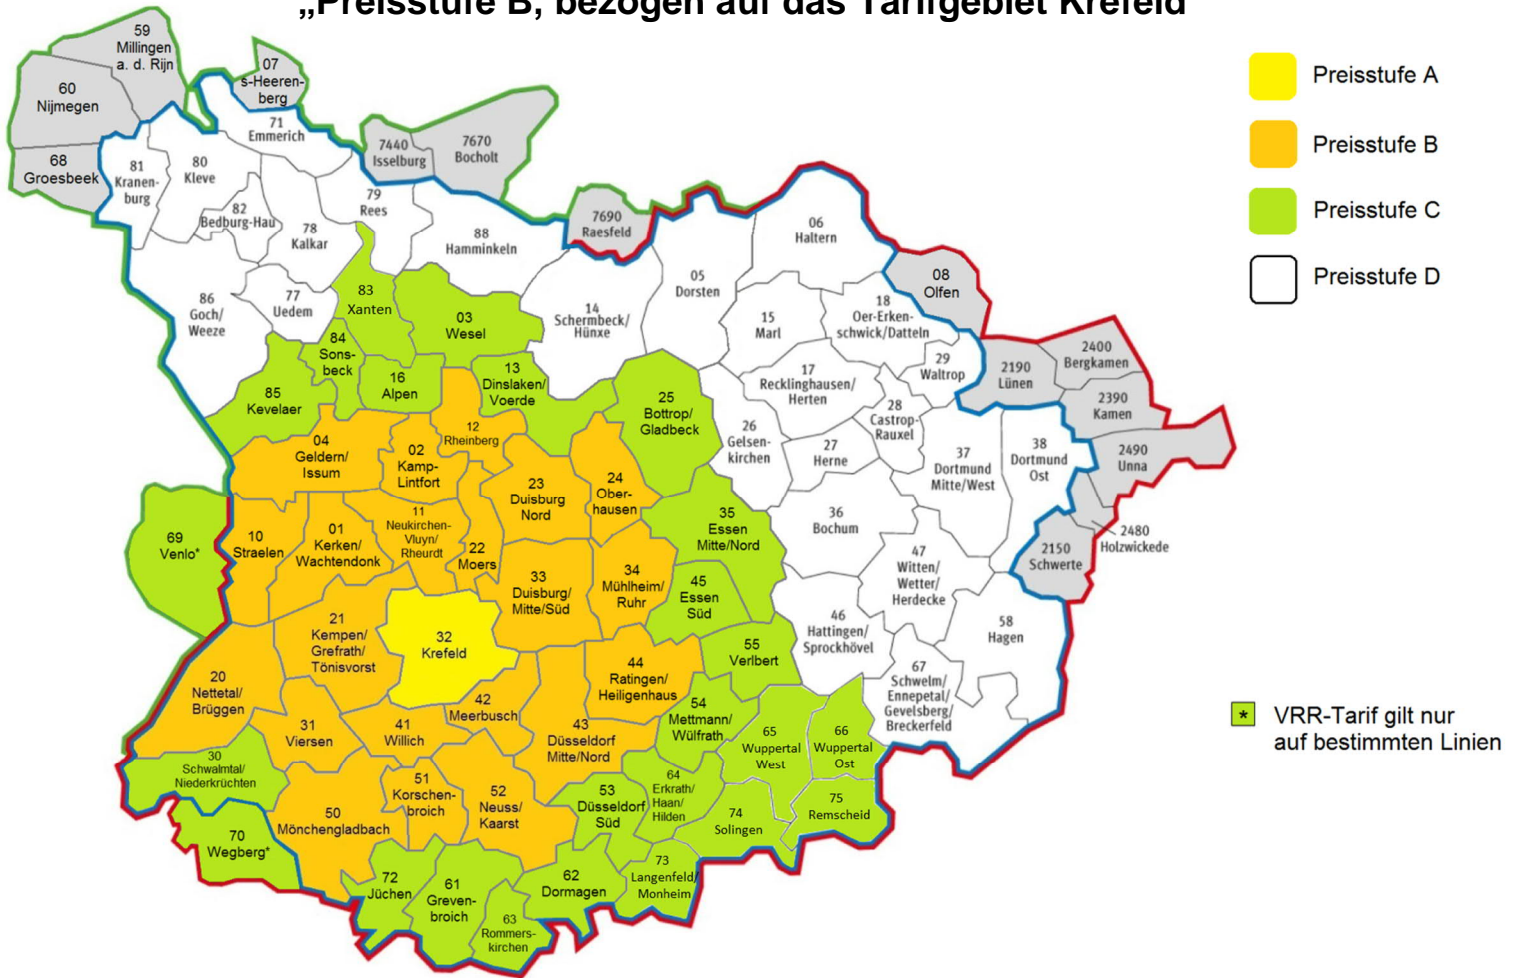 „Preisstufe B, bezogen auf das Tarifgebiet Krefeld
59
Millingen
a. d. Rijn
07
s-Heeren-
berg
60
Nijmegen
68
Groesbeek
71
Emmerich
7440
Isselburg
7670
Bocholt
81
Kranen-
burg
80
Kleve
82
Bedburg-Hau
79
Rees
78
Kalkar
88
Hamminkeln
7690
Raesfeld
06
Haltern
05
Dorsten
08
Olfen
86
Goch/
Weeze
77
Uedem
83
Xanten
03
Wesel
14
Schermbeck/
Hünxe
15
Marl
18
Oer-Erken-
schwick/Datteln
29
Waltrop
2190
Lünen
2400
Bergkamen
2390
Kamen
2490
Unna
84
Sons-
beck
85
Kevelaer
16
Alpen
13
Dinslaken/
Voerde
25
Bottrop/
Gladbeck
17
Recklinghausen/
Herten
28
Castrop-
Rauxel
26
Gelsen-
kirchen
27
Herne
37
Dortmund
Mitte/West
38
Dortmund
Ost
12
Rheinberg
04
Geldern/
Issum
02
Kamp-
Lintfort
23
Duisburg
Nord
24
Ober-
hausen
35
Essen
Mitte/Nord
36
Bochum
2480
Holzwickede
2150
Schwerte
69
Venlo*
10
Straelen
01
Kerken/
Wachtendonk
11
Neukirchen-
Vluyn/
Rheurdt
22
Moers
33
Duisburg/
Mitte/Süd
34
Mühlheim/
Ruhr
45
Essen
Süd
47
Witten/
Wetter/
Herdecke
46
Hattingen/
Sprockhövel
58
Hagen
21
Kempen/
Grefrath/
Tönisvorst
32
Krefeld
55
Verlbert
44
Ratingen/
Heiligenhaus
67
Schwelm/
Ennepetal/
Gevelsberg/
Breckerfeld
20
Nettetal/
Brüggen
31
Viersen
41
Willich
42
Meerbusch
43
Düsseldorf
Mitte/Nord
54
Mettmann/
Wülfrath
65
Wuppertal
West
66
Wuppertal
Ost
30
Schwalmtal/
Niederkrüchten
50
Mönchengladbach
51
Korschen-
broich
52
Neuss/
Kaarst
53
Düsseldorf
Süd
64
Erkrath/
Haan/
Hilden
74
Solingen
75
Remscheid
70
Wegberg*
72
Jüchen
61
Greven-
broich
63
Rommers-
kirchen
62
Dormagen
73
Langenfeld/
Monheim
Preisstufe A
Preisstufe B
Preisstufe C
Preisstufe D
* VRR-Tarif gilt nur
auf bestimmten Linien